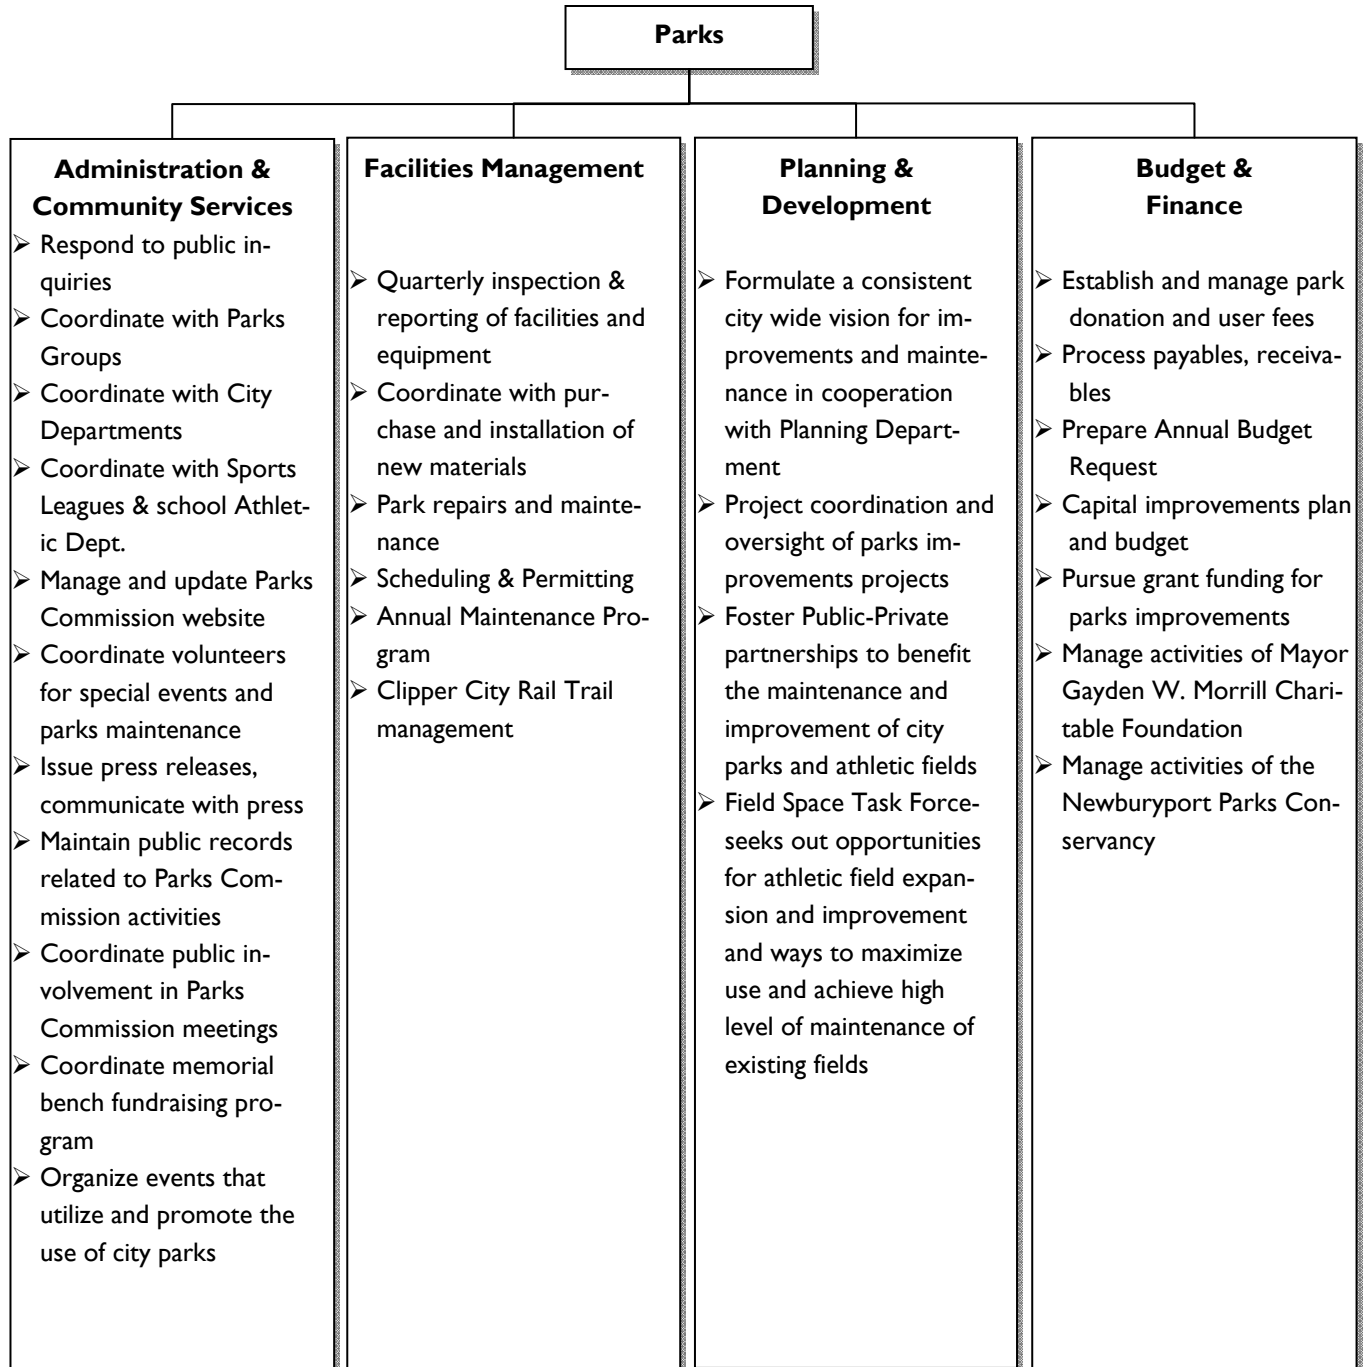 Parks
Administration &
Community Services
➢ Respond to public in-
quiries
➢ Coordinate with Parks
Groups
➢ Coordinate with City
Departments
➢ Coordinate with Sports
Leagues & school Athlet-
ic Dept.
➢ Manage and update Parks
Commission website
➢ Coordinate volunteers
for special events and
parks maintenance
➢ Issue press releases,
communicate with press
➢ Maintain public records
related to Parks Com-
mission activities
➢ Coordinate public in-
volvement in Parks
Commission meetings
➢ Coordinate memorial
bench fundraising pro-
gram
➢ Organize events that
utilize and promote the
use of city parks
Facilities Management
➢ Quarterly inspection &
reporting of facilities and
equipment
➢ Coordinate with pur-
chase and installation of
new materials
➢ Park repairs and mainte-
nance
➢ Scheduling & Permitting
➢ Annual Maintenance Pro-
gram
➢ Clipper City Rail Trail
management
Planning &
Development
➢ Formulate a consistent
city wide vision for im-
provements and mainte-
nance in cooperation
with Planning Depart-
ment
➢ Project coordination and
oversight of parks im-
provements projects
➢ Foster Public-Private
partnerships to benefit
the maintenance and
improvement of city
parks and athletic fields
➢ Field Space Task Force-
seeks out opportunities
for athletic field expan-
sion and improvement
and ways to maximize
use and achieve high
level of maintenance of
existing fields
Budget &
Finance
➢ Establish and manage park
donation and user fees
➢ Process payables, receiva-
bles
➢ Prepare Annual Budget
Request
➢ Capital improvements plan
and budget
➢ Pursue grant funding for
parks improvements
➢ Manage activities of Mayor
Gayden W. Morrill Chari-
table Foundation
➢ Manage activities of the
Newburyport Parks Con-
servancy